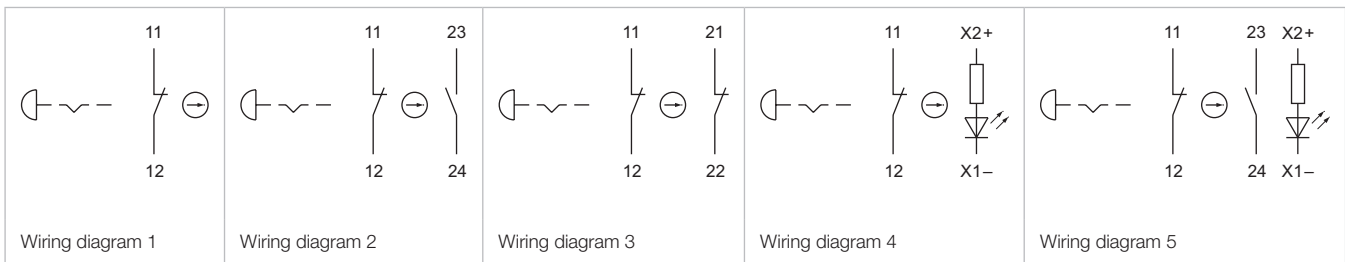 11
12
Wiring diagram 1
11 23
12 24
Wiring diagram 2
11 21
12 22
Wiring diagram 3
11 X2+
12 X1–
Wiring diagram 4
11 23 X2+
12 24 X1–
Wiring diagram 5